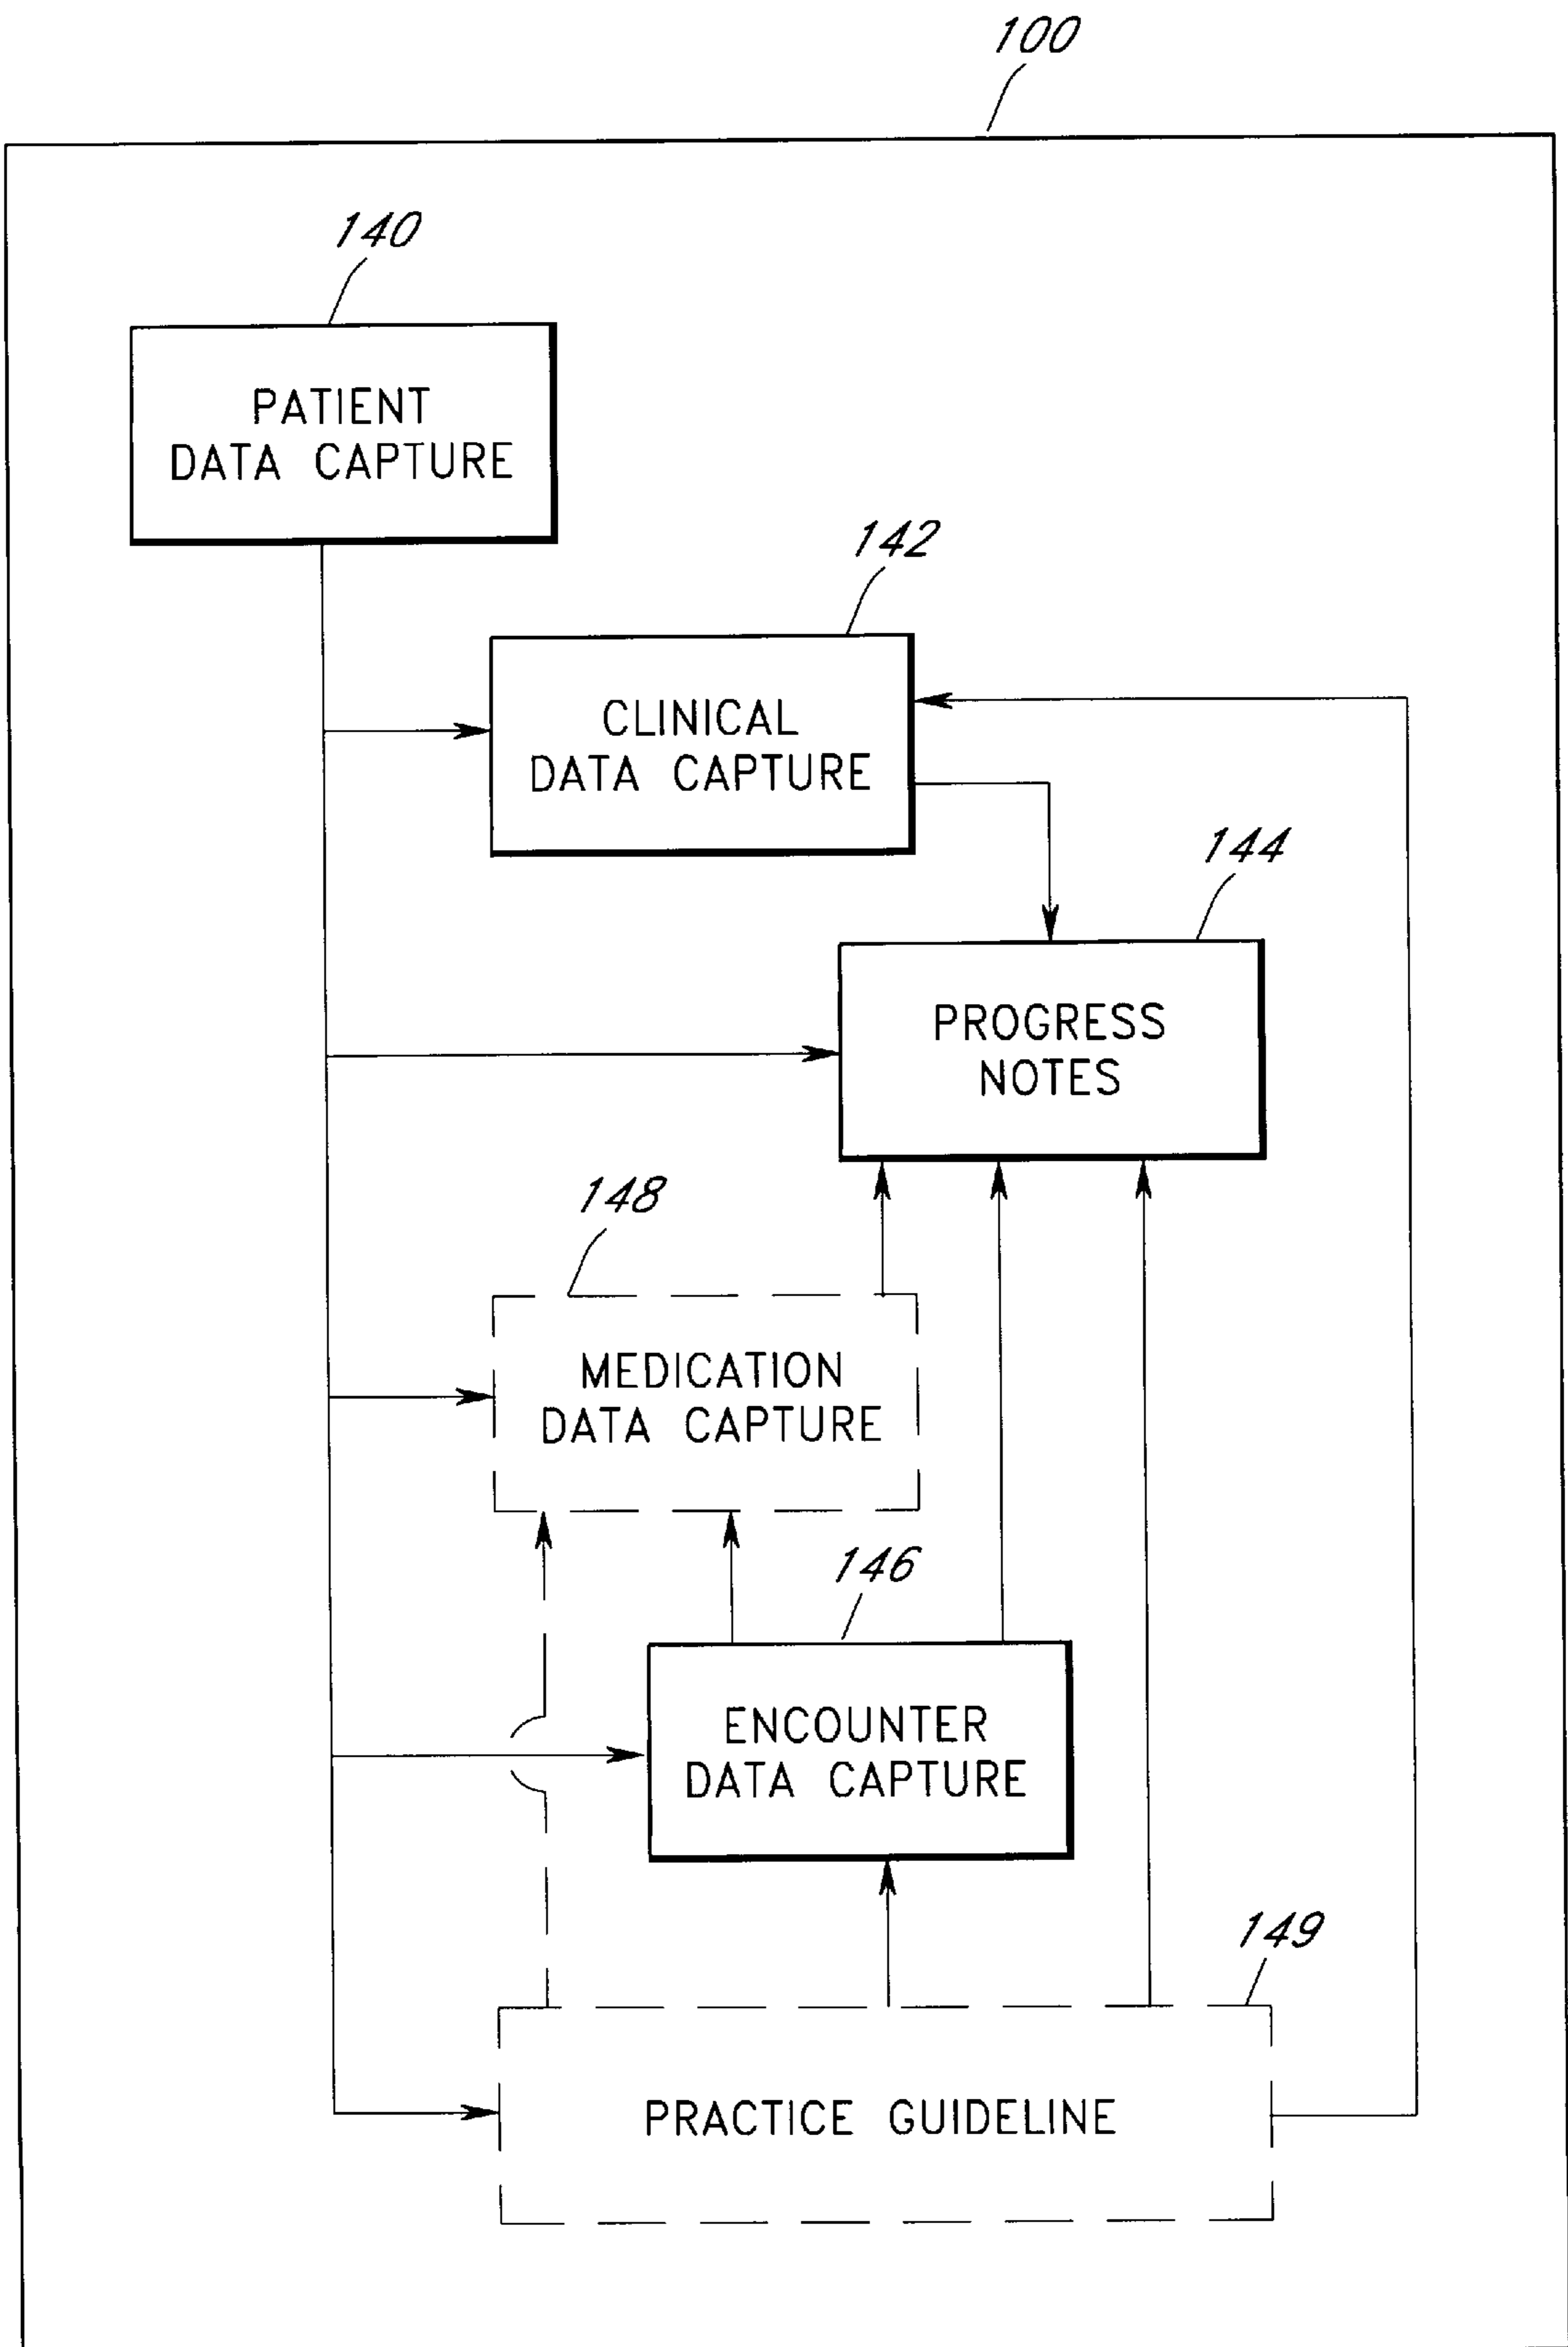 100
140
PATIENT
DATA CAPTURE
142
CLINICAL
DATA CAPTURE
144
PROGRESS
NOTES
148
MEDICATION
DATA CAPTURE
146
ENCOUNTER
DATA CAPTURE
149
PRACTICE GUIDELINE